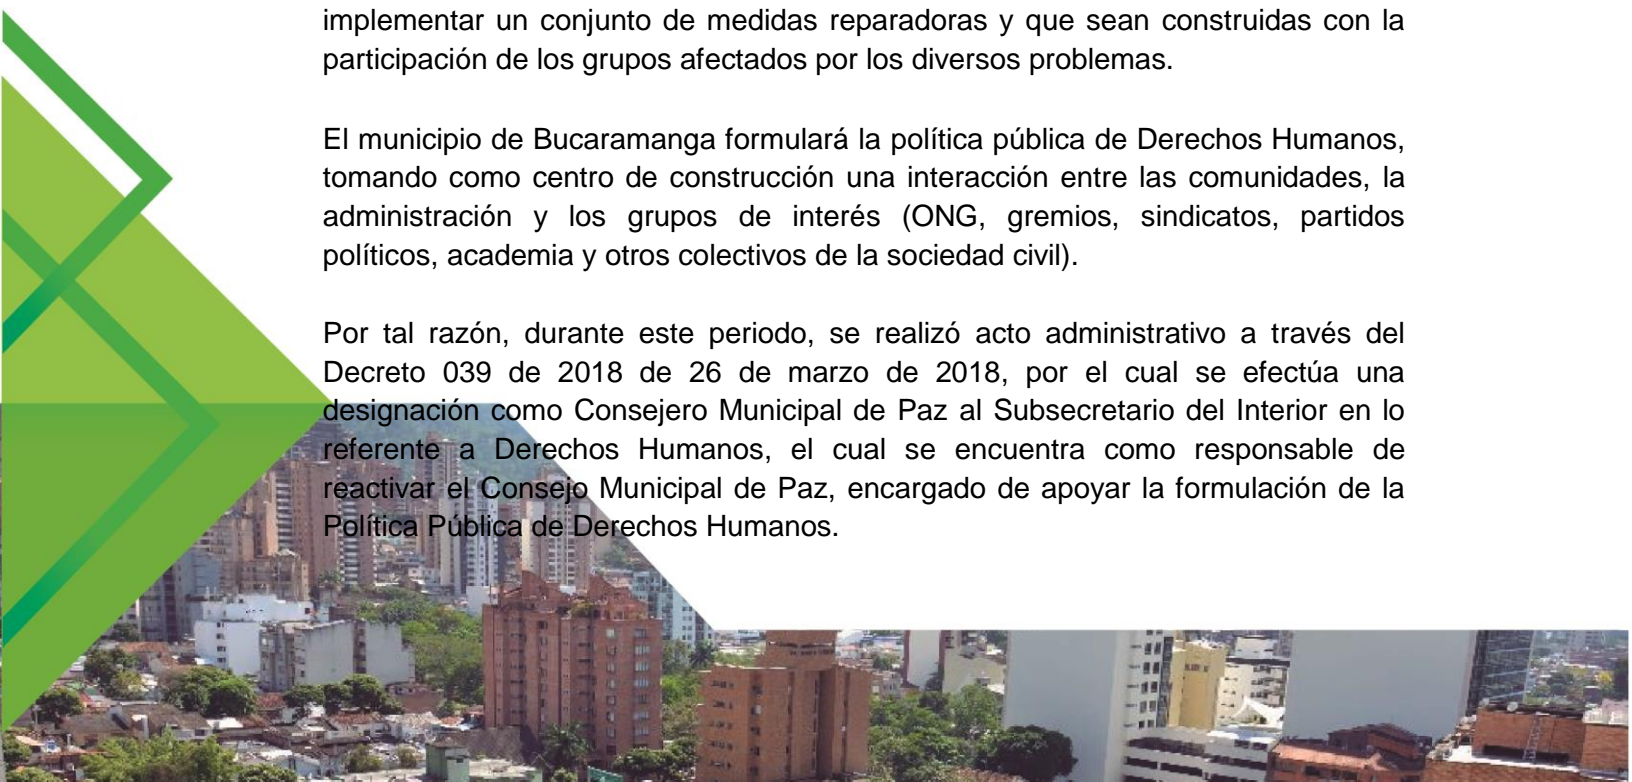 implementar un conjunto de medidas reparadoras y que sean construidas con la
participación de los grupos afectados por los diversos problemas.
El municipio de Bucaramanga formulará la política pública de Derechos Humanos,
tomando como centro de construcción una interacción entre las comunidades, la
administración y los grupos de interés (ONG, gremios, sindicatos, partidos
políticos, academia y otros colectivos de la sociedad civil).
Por tal razón, durante este periodo, se realizó acto administrativo a través del
Decreto 039 de 2018 de 26 de marzo de 2018, por el cual se efectúa una
designación como Consejero Municipal de Paz al Subsecretario del Interior en lo
referente a Derechos Humanos, el cual se encuentra como responsable de
reactivar el Consejo Municipal de Paz, encargado de apoyar la formulación de la
Política Pública de Derechos Humanos.